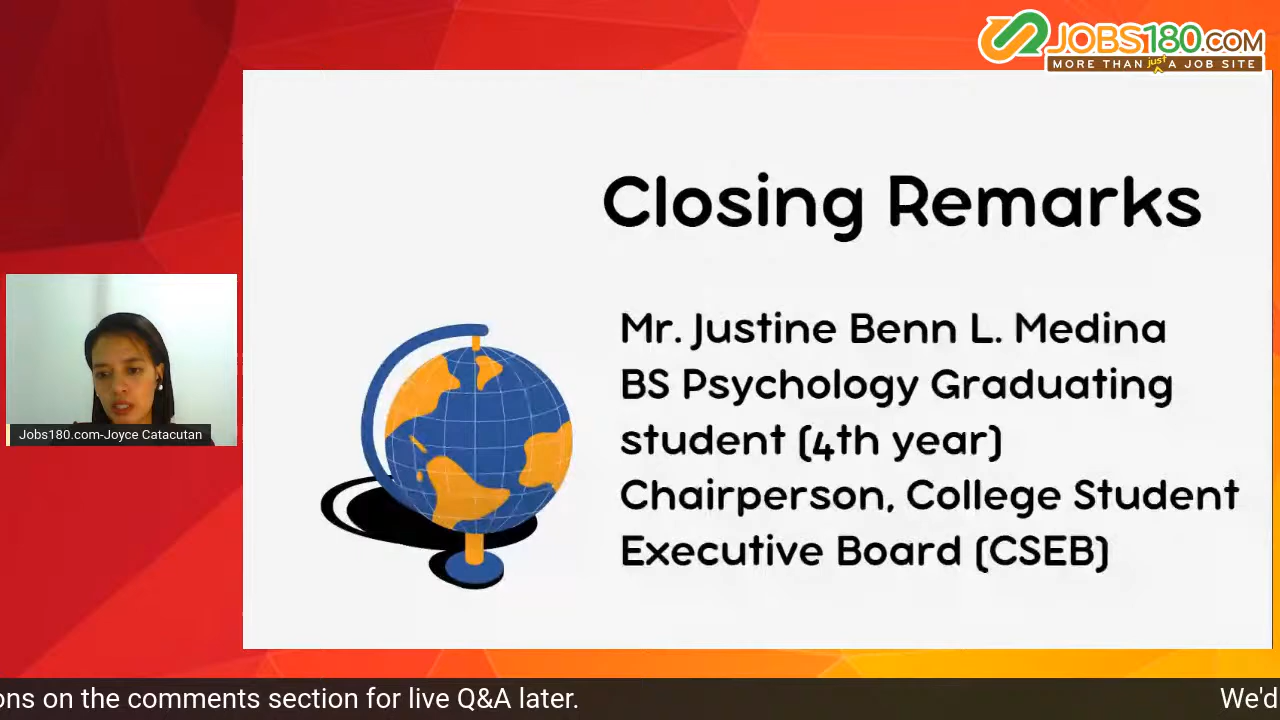 JOBS180.COM
MORE THAN just A JOB SITE
Closing Remarks
Mr. Justine Benn L. Medina
BS Psychology Graduating
student (4th year)
Chairperson, College Student
Executive Board (CSEB)
Jobs180.com-Joyce Catacutan
ons on the comments section for live Q&A later. We'd